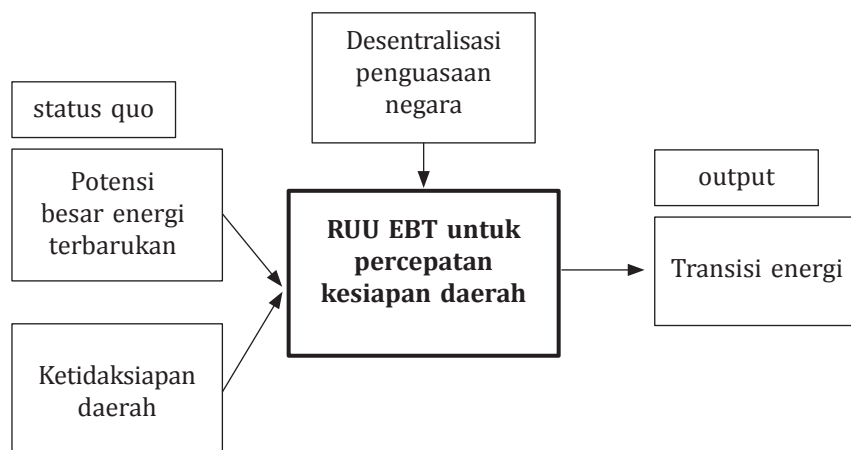 Desentralisasi
penguasaan
negara
status quo
Potensi
besar energi
terbarukan
Ketidaksiapan
daerah
RUU EBT untuk
percepatan
kesiapan daerah
output
Transisi energi